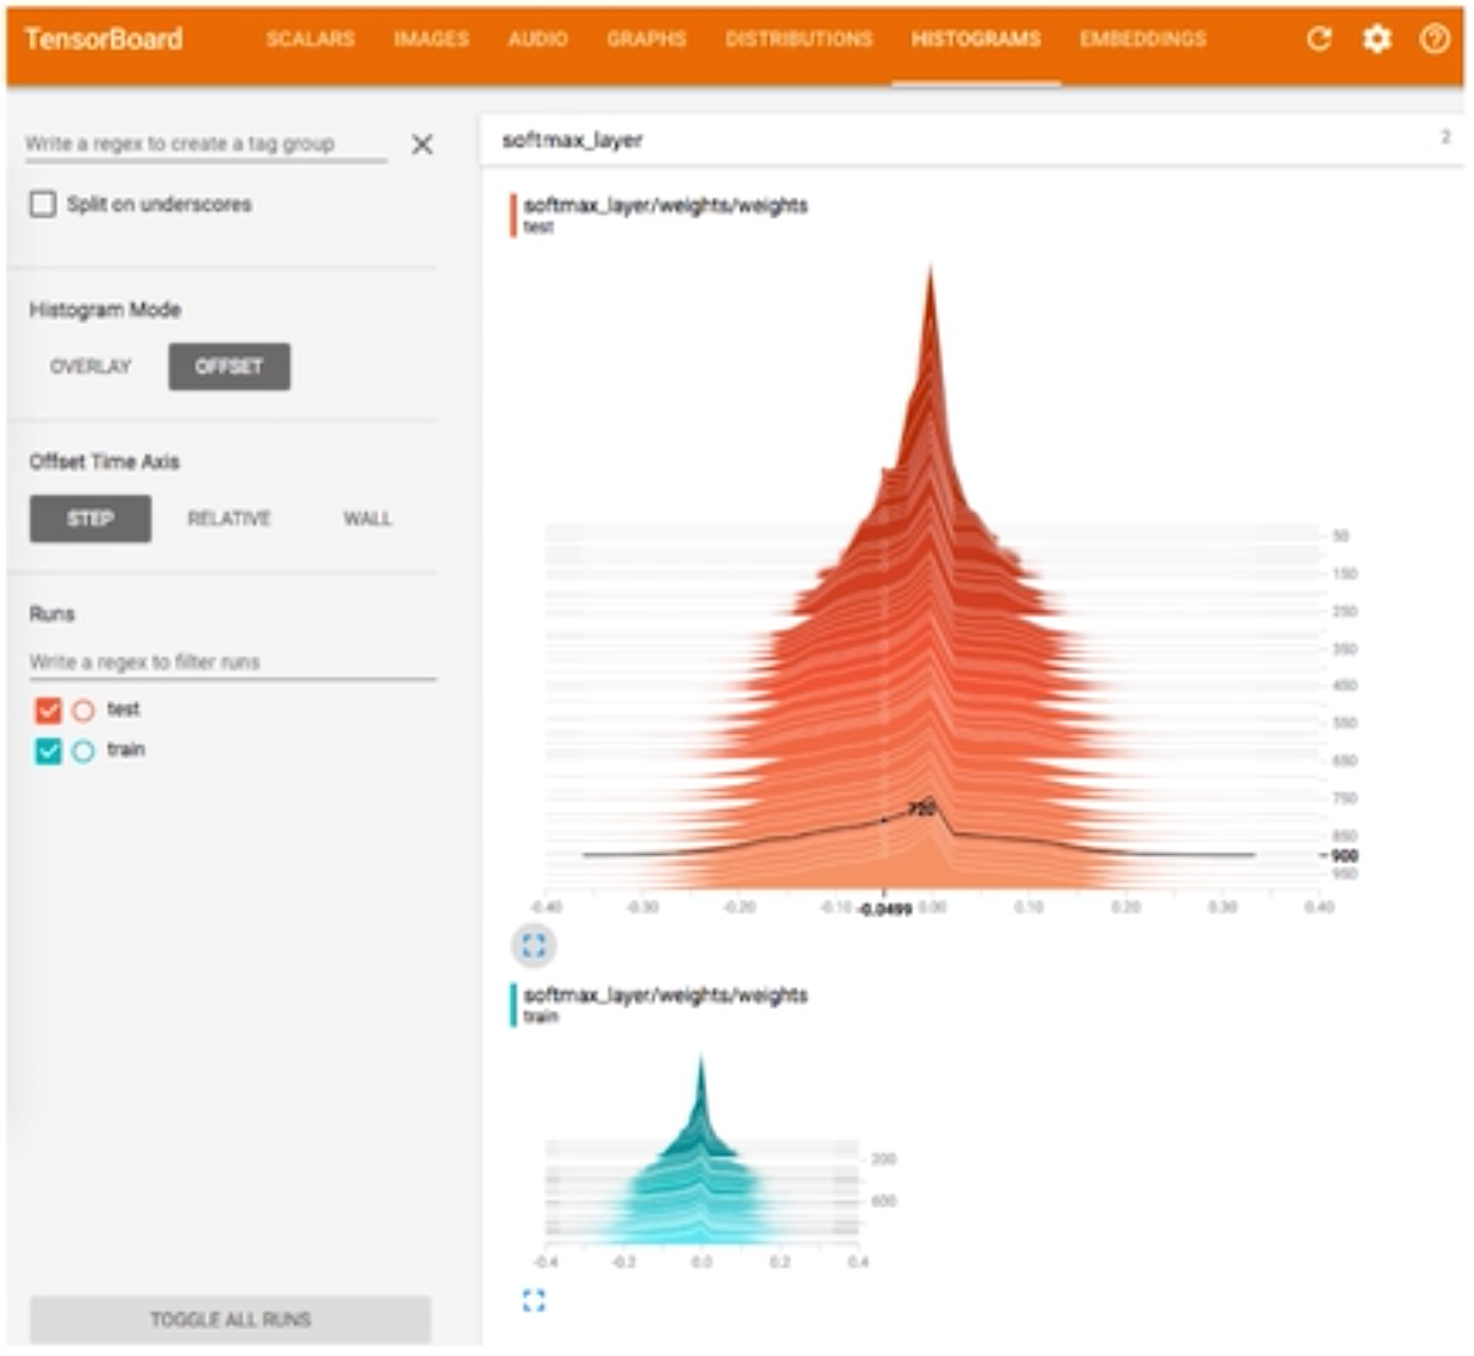 TensorBoard SCALARS IMAGES AUDIO GRAPHS DISTRIBUTIONS HISTOGRAMS EMBEDDINGS
Write a regex to create a tag group
Split on underscores
Histogram Mode
OVERLAY OFFSET
Offset Time Axis
STEP RELATIVE WALL
Runs
Write a regex to filter runs
test
train
TOGGLE ALL RUNS
softmax_layer 2
softmax_layer/weights/weights
test
50
150
250
350
450
550
650
750
720
850
900
950
-0.40 -0.30 -0.20 -0.10 -0.0499 0.00 0.10 0.20 0.30 0.40
softmax_layer/weights/weights
train
200
600
-0.4 -0.2 0.0 0.2 0.4